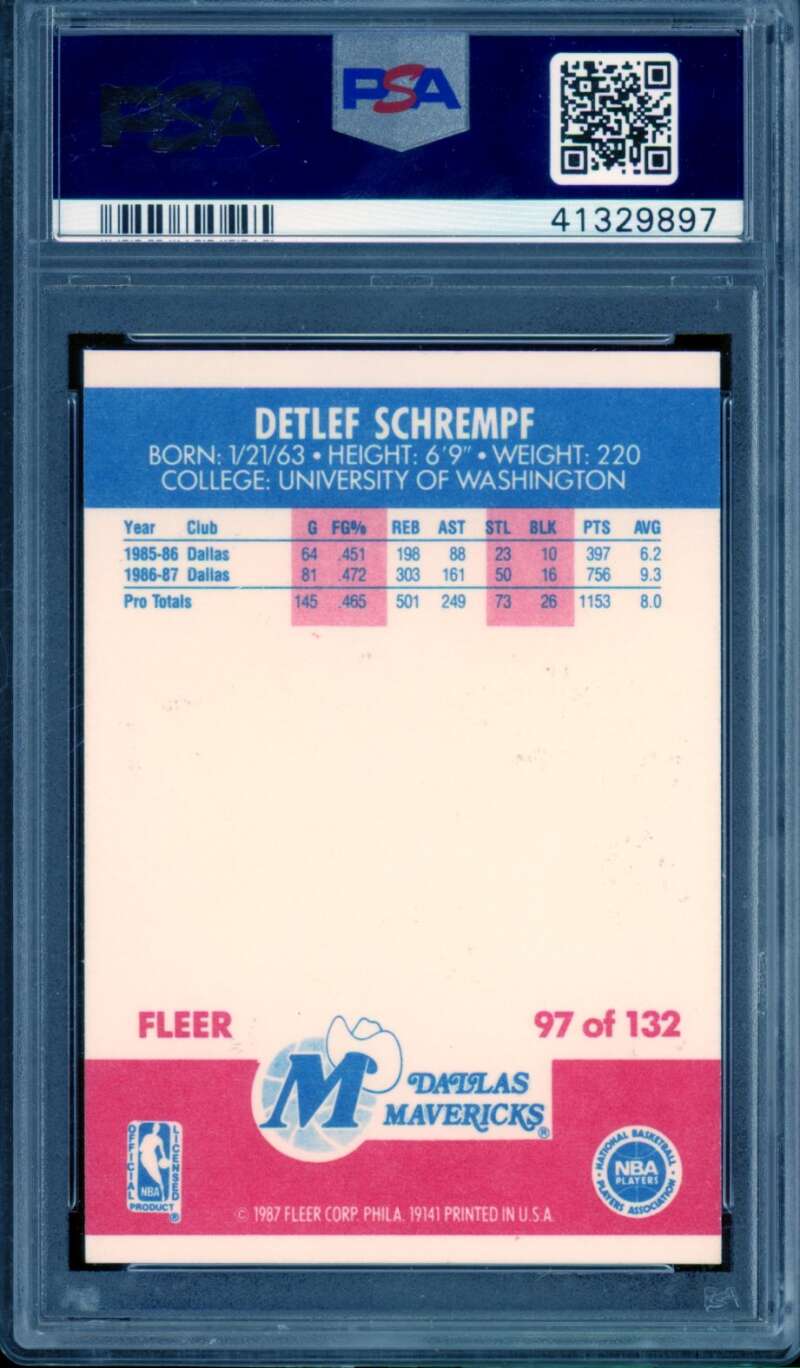 PSA PSA
41329897
DETLEF SCHREMPF
BORN: 1/21/63 • HEIGHT: 6'9" • WEIGHT: 220
COLLEGE: UNIVERSITY OF WASHINGTON
Year Club G FG% REB AST STL BLK PTS AVG
1985-86 Dallas 64 .451 198 88 23 10 397 6.2
1986-87 Dallas 81 .472 303 161 50 16 756 9.3
Pro Totals 145 .465 501 249 73 26 1153 8.0
FLEER 97 of 132
M DALLAS
MAVERICKS®
OFFICIAL LICENSED
NBA
PRODUCT ®
NATIONAL BASKETBALL
NBA
PLAYERS
PLAYERS ASSOCIATION
© 1987 FLEER CORP. PHILA. 19141 PRINTED IN U.S.A.
PSA